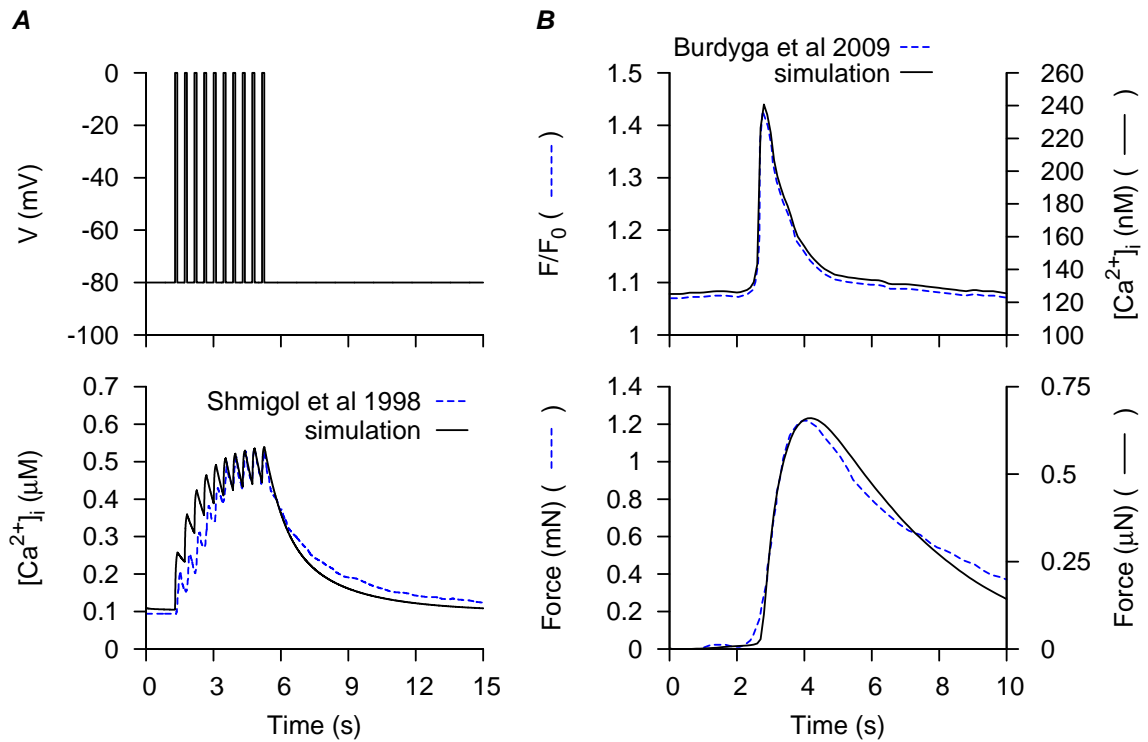 A
0
-20
-40
-60
-80
-100
V (mV)
0.7
0.6
0.5
0.4
0.3
0.2
0.1
0
[Ca2+]i (μM)
Shmigol et al 1998
simulation
0 3 6 9 12 15
Time (s)
B
Burdyga et al 2009
simulation
1.5
1.4
1.3
1.2
1.1
1
F/F0 ( )
260
240
220
200
180
160
140
120
100
[Ca2+]i (nM) ( )
1.4
1.2
1
0.8
0.6
0.4
0.2
0
Force (mN) ( )
0.75
0.5
0.25
0
Force (μN) ( )
0 2 4 6 8 10
Time (s)